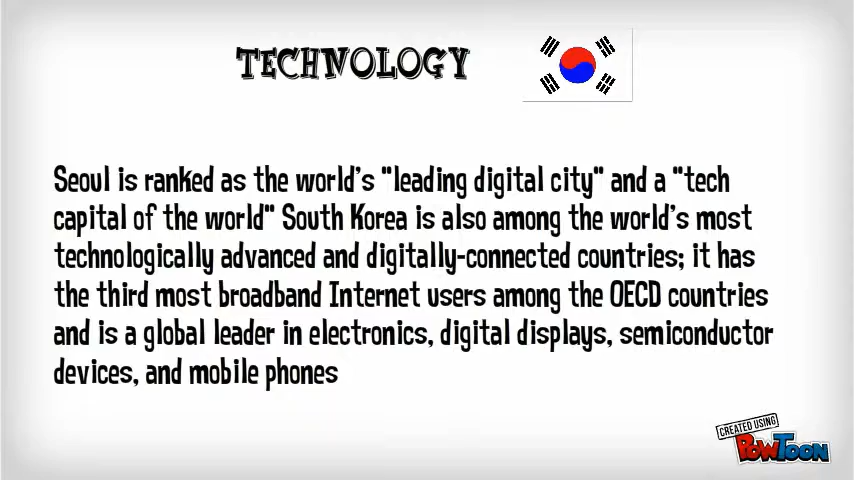 TECHNOLOGY
Seoul is ranked as the world's "leading digital city" and a "tech
capital of the world" South Korea is also among the world's most
technologically advanced and digitally-connected countries; it has
the third most broadband Internet users among the OECD countries
and is a global leader in electronics, digital displays, semiconductor
devices, and mobile phones
CREATED USING
POWTOON